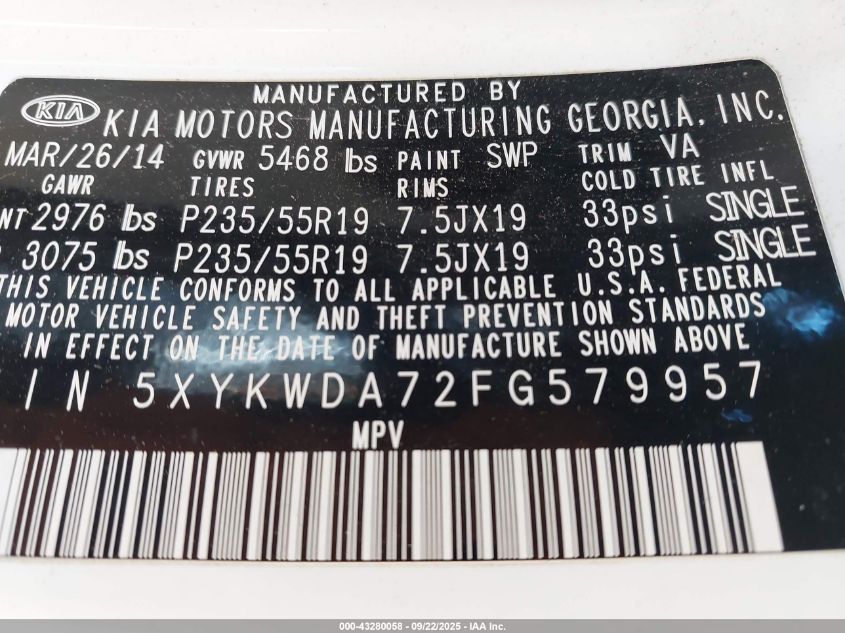 MANUFACTURED BY
KIA KIA MOTORS MANUFACTURING GEORGIA, INC.
MAR/26/14 GVWR 5468 lbs PAINT SWP TRIM VA
GAWR TIRES RIMS COLD TIRE INFL
NT 2976 lbs P235/55R19 7.5JX19 33psi SINGLE
3075 lbs P235/55R19 7.5JX19 33psi SINGLE
THIS VEHICLE CONFORMS TO ALL APPLICABLE U.S.A. FEDERAL
MOTOR VEHICLE SAFETY AND THEFT PREVENTION STANDARDS
IN EFFECT ON THE DATE OF MANUFACTURE SHOWN ABOVE
IN 5XYKWDA72FG579957
MPV
000-43280058 - 09/22/2025 - IAA Inc.